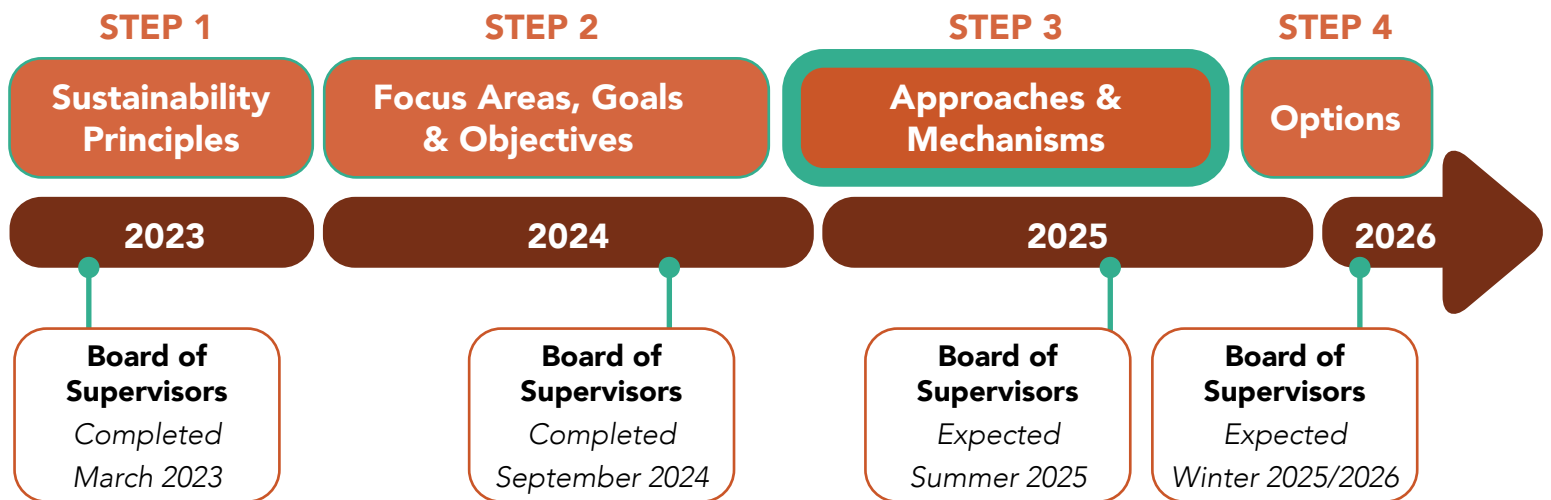 STEP 1
STEP 2
STEP 3
STEP 4
Sustainability
Principles
Focus Areas, Goals
& Objectives
Approaches &
Mechanisms
Options
2023
2024
2025
2026
Board of
Supervisors
Completed
March 2023
Board of
Supervisors
Completed
September 2024
Board of
Supervisors
Expected
Summer 2025
Board of
Supervisors
Expected
Winter 2025/2026